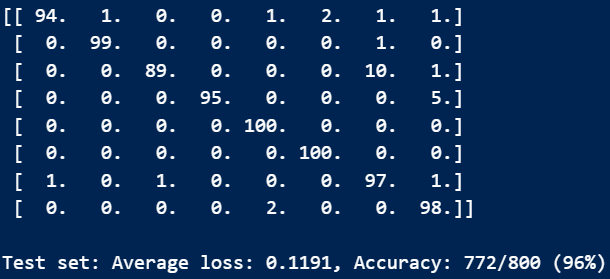 [[ 94. 1. 0. 0. 1. 2. 1. 1.]
[ 0. 99. 0. 0. 0. 0. 1. 0.]
[ 0. 0. 89. 0. 0. 0. 10. 1.]
[ 0. 0. 0. 95. 0. 0. 0. 5.]
[ 0. 0. 0. 0. 100. 0. 0. 0.]
[ 0. 0. 0. 0. 0. 100. 0. 0.]
[ 1. 0. 1. 0. 0. 0. 97. 1.]
[ 0. 0. 0. 0. 2. 0. 0. 98.]]
Test set: Average loss: 0.1191, Accuracy: 772/800 (96%)